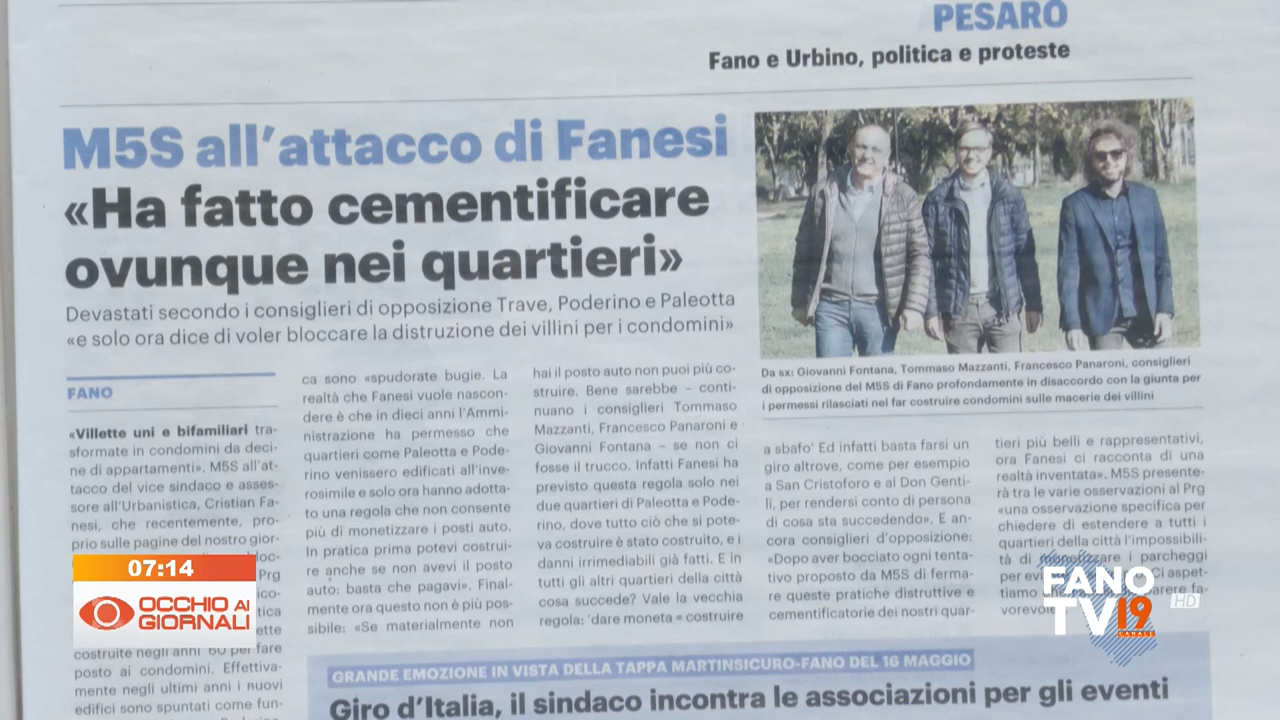 PESARO
Fano e Urbino, politica e proteste
M5S all'attacco di Fanesi
«Ha fatto cementificare
ovunque nei quartieri»
Devastati secondo i consiglieri di opposizione Trave, Poderino e Paleotta
«e solo ora dice di voler bloccare la distruzione dei villini per i condomini»
Da sx: Giovanni Fontana, Tommaso Mazzanti, Francesco Panaroni, consiglieri
di opposizione del M5S di Fano profondamente in disaccordo con la giunta per
i permessi rilasciati nel far costruire condomini sulle macerie dei villini
FANO
«Villette uni e bifamiliari tra-
sformate in condomini da deci-
ne di appartamenti». M5S all'at-
tacco del vice sindaco e asses-
sore all'Urbanistica, Cristian Fa-
nesi, che recentemente, pro-
prio sulle pagine del nostro gior-
Prg
costruite negli anni '60 per fare
posto ai condomini. Effettiva-
mente negli ultimi anni i nuovi
edifici sono spuntati come fun-
ca sono «spudorate bugie. La
realtà che Fanesi vuole nascon-
dere è che in dieci anni l'Ammi-
nistrazione ha permesso che
quartieri come Paleotta e Pode-
rino venissero edificati all'inve-
rosimile e solo ora hanno adotta-
to una regola che non consente
più di monetizzare i posti auto.
In pratica prima potevi costrui-
re anche se non avevi il posto
auto: basta che pagavi». Final-
mente ora questo non è più pos-
sibile: «Se materialmente non
hai il posto auto non puoi più co-
struire. Bene sarebbe – conti-
nuano i consiglieri Tommaso
Mazzanti, Francesco Panaroni e
Giovanni Fontana – se non ci
fosse il trucco. Infatti Fanesi ha
previsto questa regola solo nei
due quartieri di Paleotta e Pode-
rino, dove tutto ciò che si pote-
va costruire è stato costruito, e i
danni irrimediabili già fatti. E in
tutti gli altri quartieri della città
cosa succede? Vale la vecchia
regola: 'dare moneta = costruire
a sbafo' Ed infatti basta farsi un
giro altrove, come per esempio
a San Cristoforo e al Don Genti-
li, per rendersi conto di persona
di cosa sta succedendo», E an-
cora consiglieri d'opposizione:
«Dopo aver bocciato ogni tenta-
tivo proposto da M5S di ferma-
re queste pratiche distruttive e
cementificatorie dei nostri quar-
tieri più belli e rappresentativi,
ora Fanesi ci racconta di una
realtà inventata». M5S presente-
rà tra le varie osservazioni al Prg
«una osservazione specifica per
chiedere di estendere a tutti i
quartieri della città l'impossibili-
tà di i parcheggi
per Ci aspet-
tiamo fa-
GRANDE EMOZIONE IN VISTA DELLA TAPPA MARTINSICURO-FANO DEL 16 MAGGIO
Giro d'Italia, il sindaco incontra le associazioni per gli eventi
07:14
OCCHIO AI
GIORNALI
FANO
TV 19
CANALE
HD